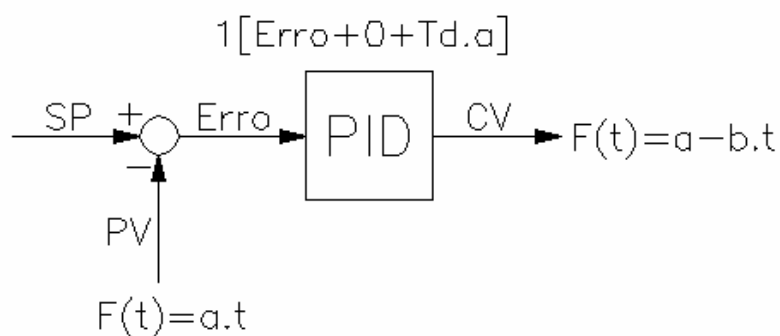 1[Erro+0+Td.a]
SP
+
Erro
PID
CV
F(t)=a-b.t
-
PV
F(t)=a.t